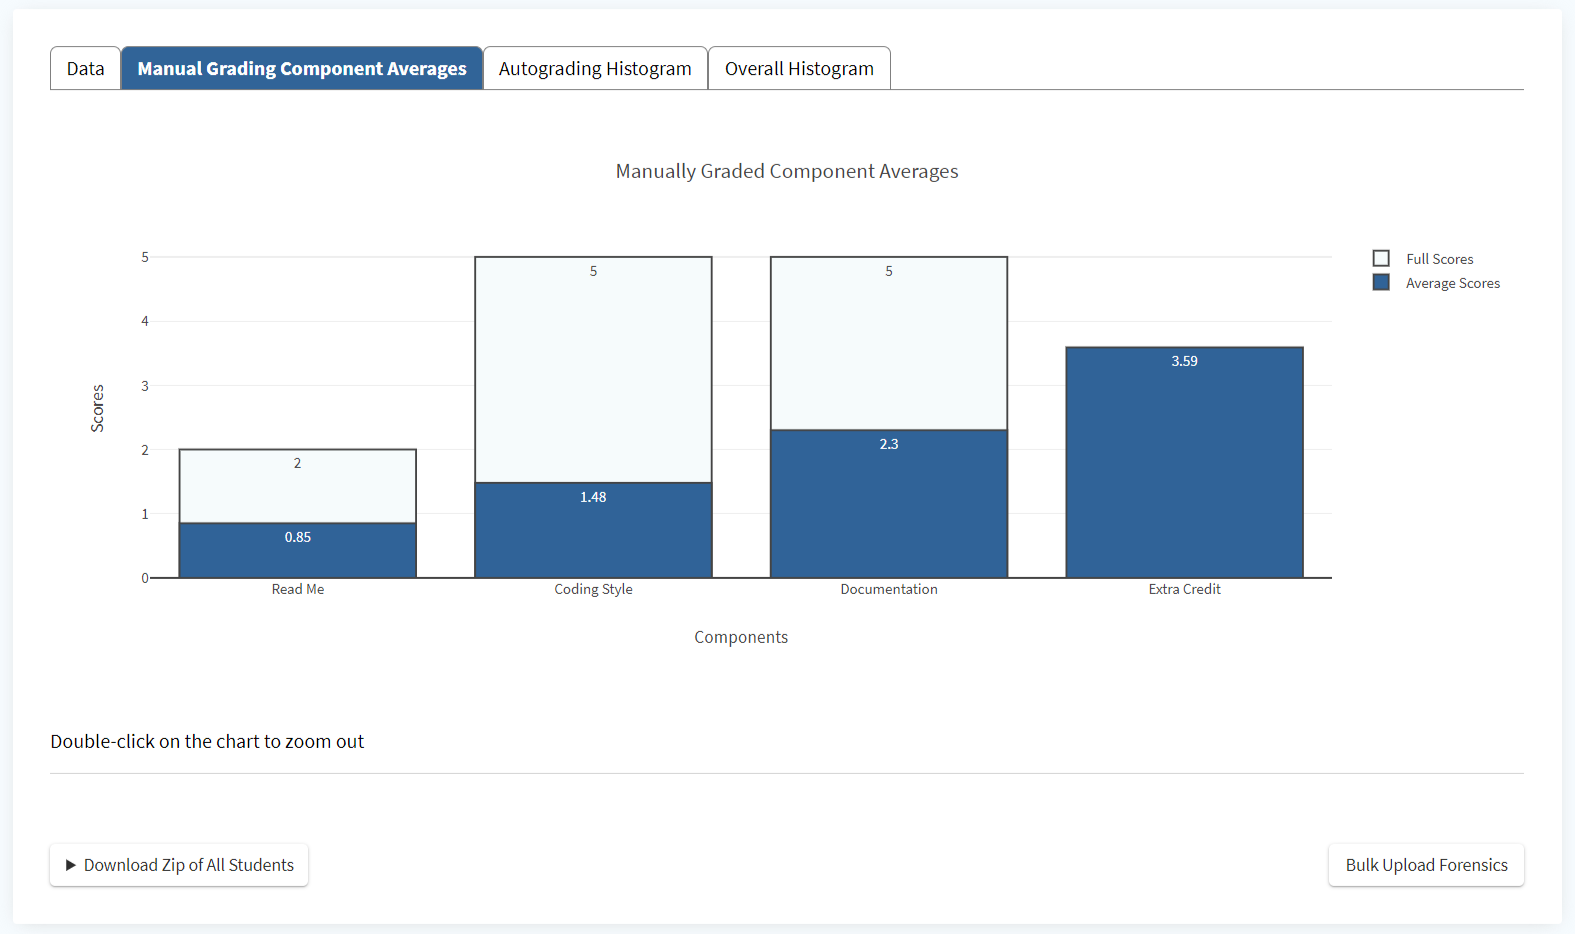 Data Manual Grading Component Averages Autograding Histogram Overall Histogram
Manually Graded Component Averages
Scores
5
4
3
2
1
0
2
0.85
5
1.48
5
2.3
3.59
Read Me Coding Style Documentation Extra Credit
Components
Full Scores
Average Scores
Double-click on the chart to zoom out
Download Zip of All Students
Bulk Upload Forensics